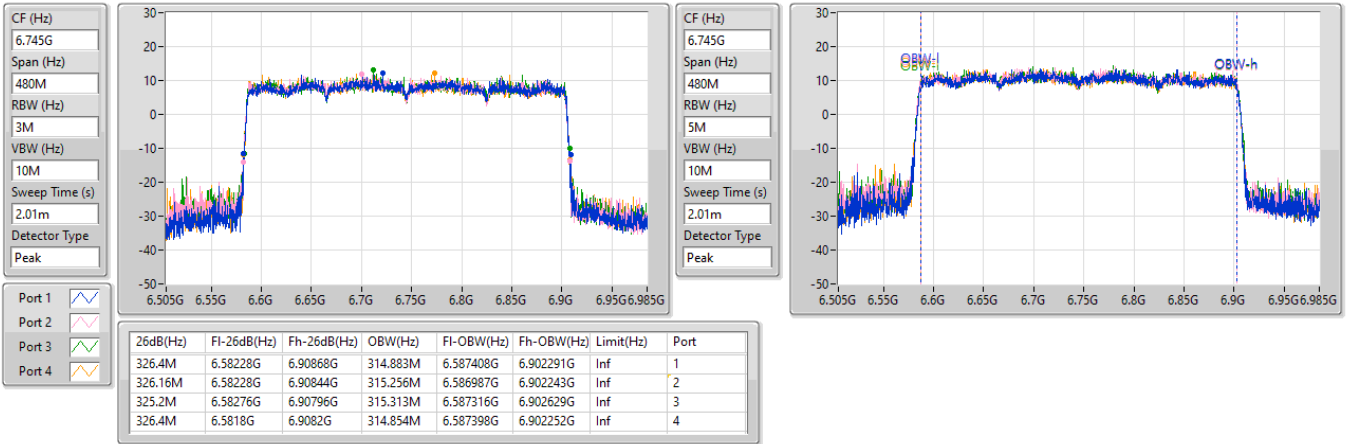 CF (Hz)
6.745G
Span (Hz)
480M
RBW (Hz)
3M
VBW (Hz)
10M
Sweep Time (s)
2.01m
Detector Type
Peak
30
20
10
0
-10
-20
-30
-40
-50
6.505G 6.55G 6.6G 6.65G 6.7G 6.75G 6.8G 6.85G 6.9G 6.95G 6.985G
CF (Hz)
6.745G
Span (Hz)
480M
RBW (Hz)
5M
VBW (Hz)
10M
Sweep Time (s)
2.01m
Detector Type
Peak
30
20
10
0
-10
-20
-30
-40
-50
OBW-l
OBW-h
6.505G 6.55G 6.6G 6.65G 6.7G 6.75G 6.8G 6.85G 6.9G 6.95G 6.985G
Port 1
Port 2
Port 3
Port 4
26dB(Hz) Fl-26dB(Hz) Fh-26dB(Hz) OBW(Hz) Fl-OBW(Hz) Fh-OBW(Hz) Limit(Hz) Port
326.4M 6.58228G 6.90868G 314.883M 6.587408G 6.902291G Inf 1
326.16M 6.58228G 6.90844G 315.256M 6.586987G 6.902243G Inf 2
325.2M 6.58276G 6.90796G 315.313M 6.587316G 6.902629G Inf 3
326.4M 6.5818G 6.9082G 314.854M 6.587398G 6.902252G Inf 4